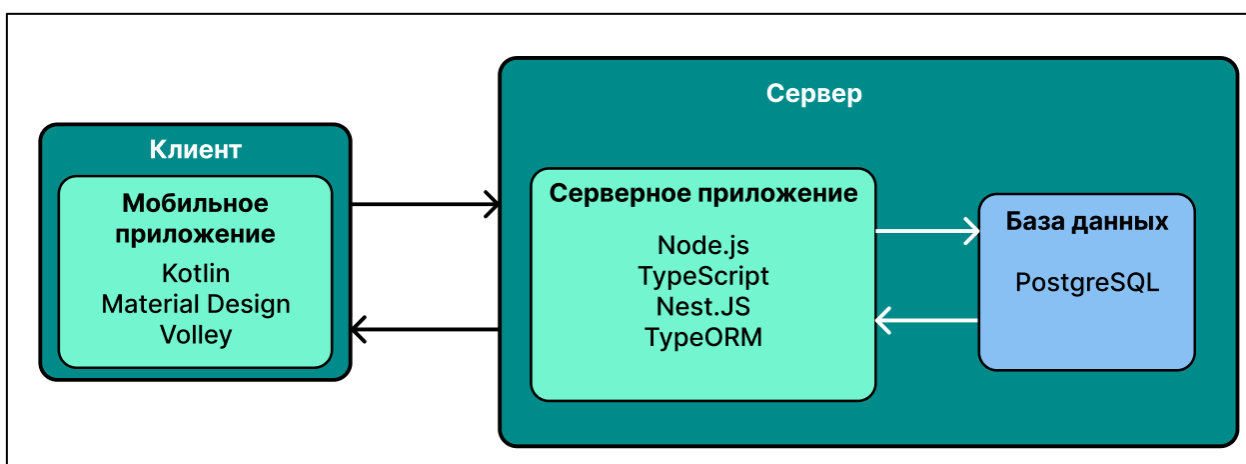 Клиент
Мобильное
приложение
Kotlin
Material Design
Volley
Сервер
Серверное приложение
Node.js
TypeScript
Nest.JS
TypeORM
База данных
PostgreSQL